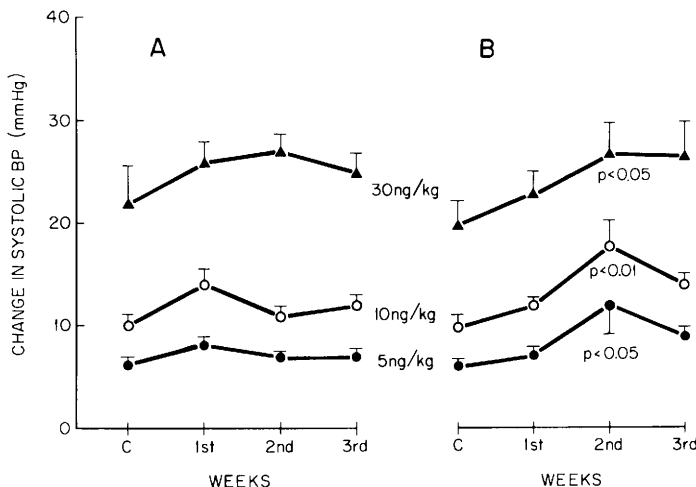 40
30
20
10
0
CHANGE IN SYSTOLIC BP (mmHg)
A
B
30ng/kg
10ng/kg
5ng/kg
p<0.05
p<0.01
p<0.05
C 1st 2nd 3rd
C 1st 2nd 3rd
WEEKS
WEEKS